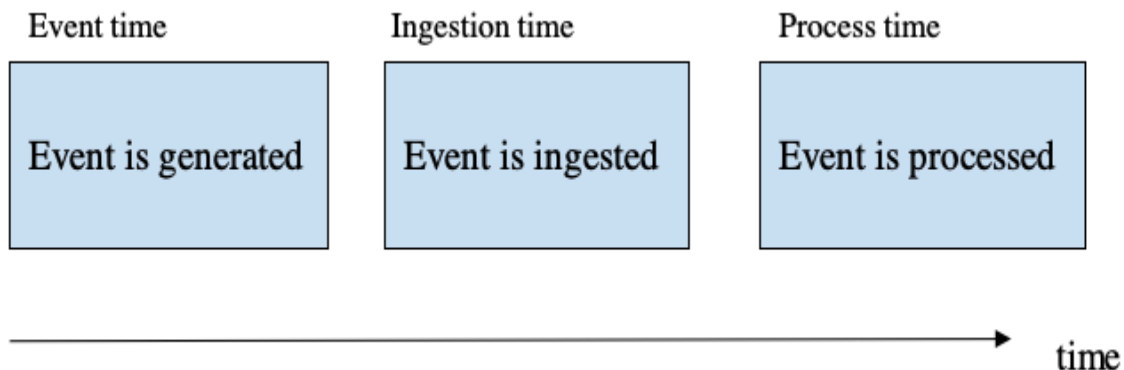 Event time
Ingestion time
Process time
Event is generated
Event is ingested
Event is processed
time